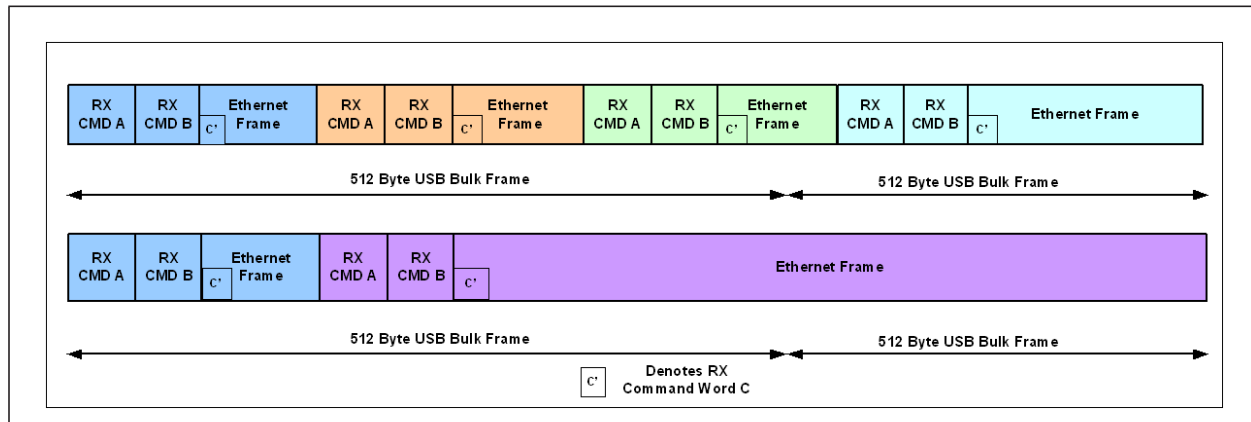 RX CMD A RX CMD B C' Ethernet Frame RX CMD A RX CMD B C' Ethernet Frame RX CMD A RX CMD B C' Ethernet Frame RX CMD A RX CMD B C' Ethernet Frame
512 Byte USB Bulk Frame 512 Byte USB Bulk Frame
RX CMD A RX CMD B C' Ethernet Frame RX CMD A RX CMD B C' Ethernet Frame
512 Byte USB Bulk Frame 512 Byte USB Bulk Frame
C' Denotes RX
Command Word C